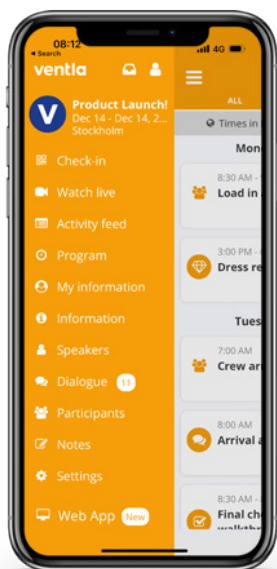 08:12
Search
4G
ventla
V
Product Launch!
Dec 14 - Dec 14, 2...
Stockholm
Check-in
Watch live
Activity feed
Program
My information
Information
Speakers
Dialogue 11
Participants
Notes
Settings
Web App New
ALL
Times in
Mon
8:30 AM -
Load in
3:00 PM -
Dress re
Tues
7:00 AM
Crew ar
8:00 AM
Arrival
8:30 AM -
Final ch